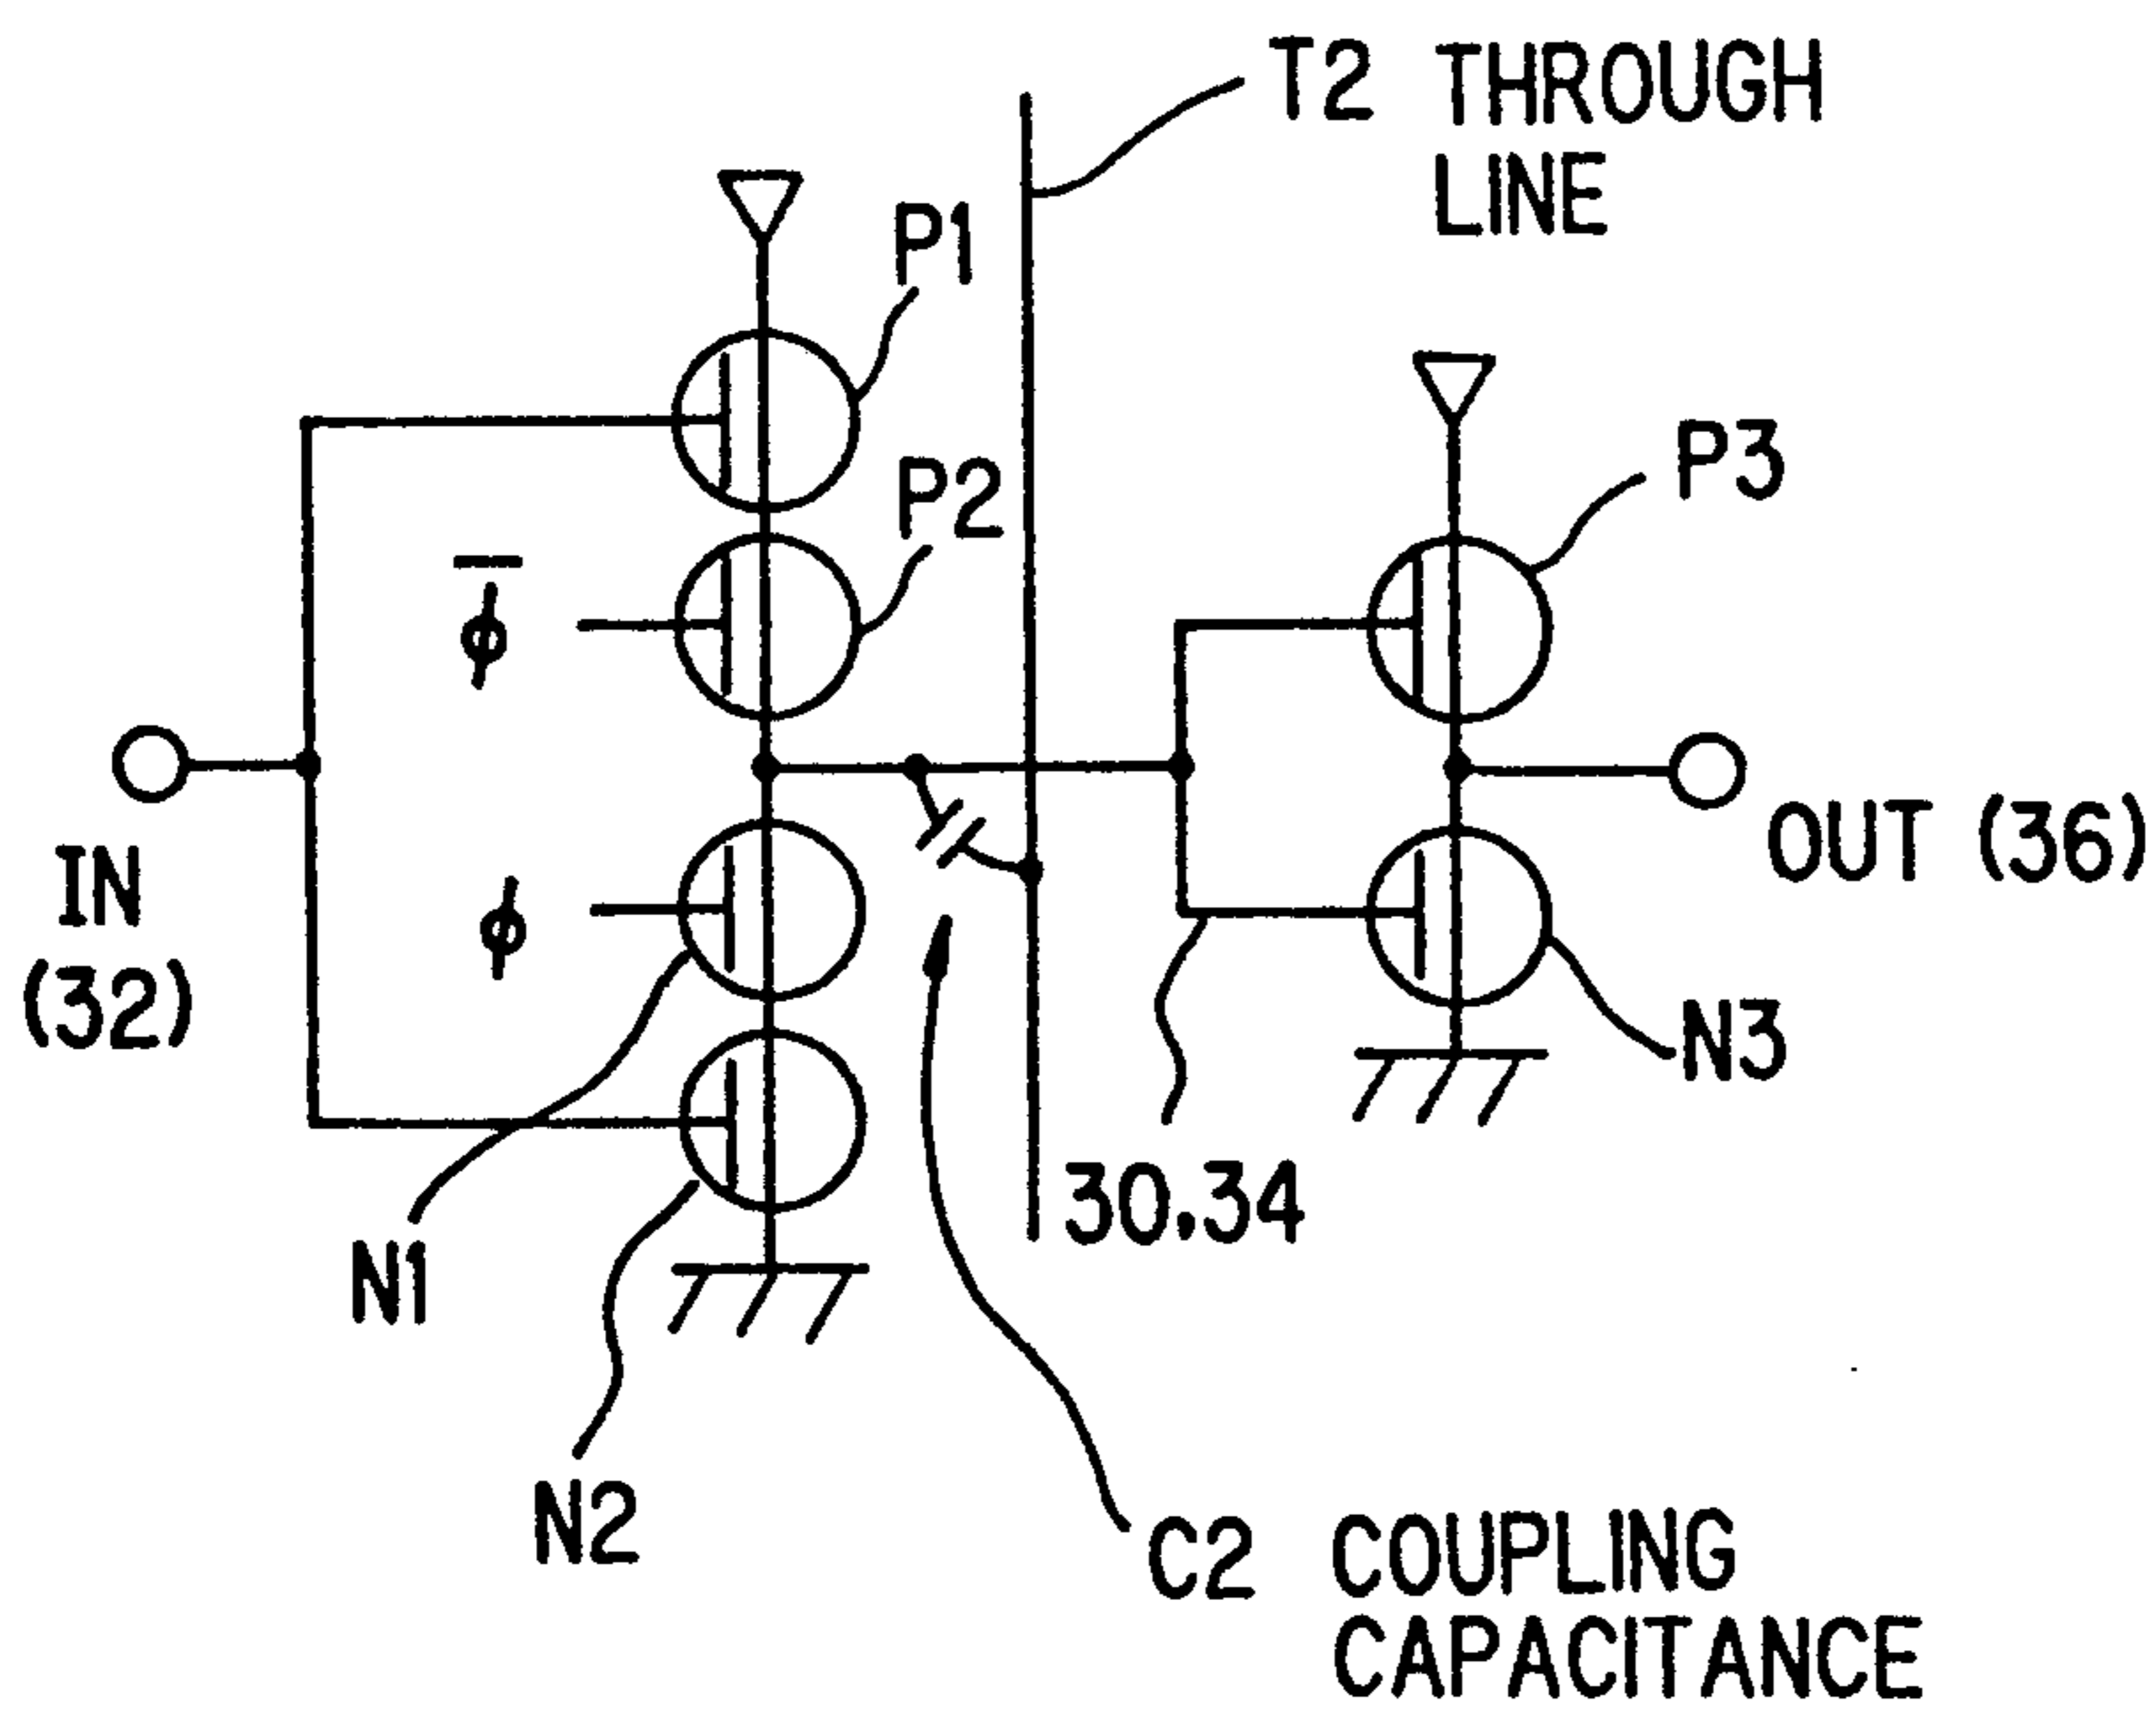 T2 THROUGH
LINE
P1
P2
P3
ϕ̅
IN
(32)
ϕ
OUT (36)
N3
30.34
N1
N2
C2 COUPLING
CAPACITANCE